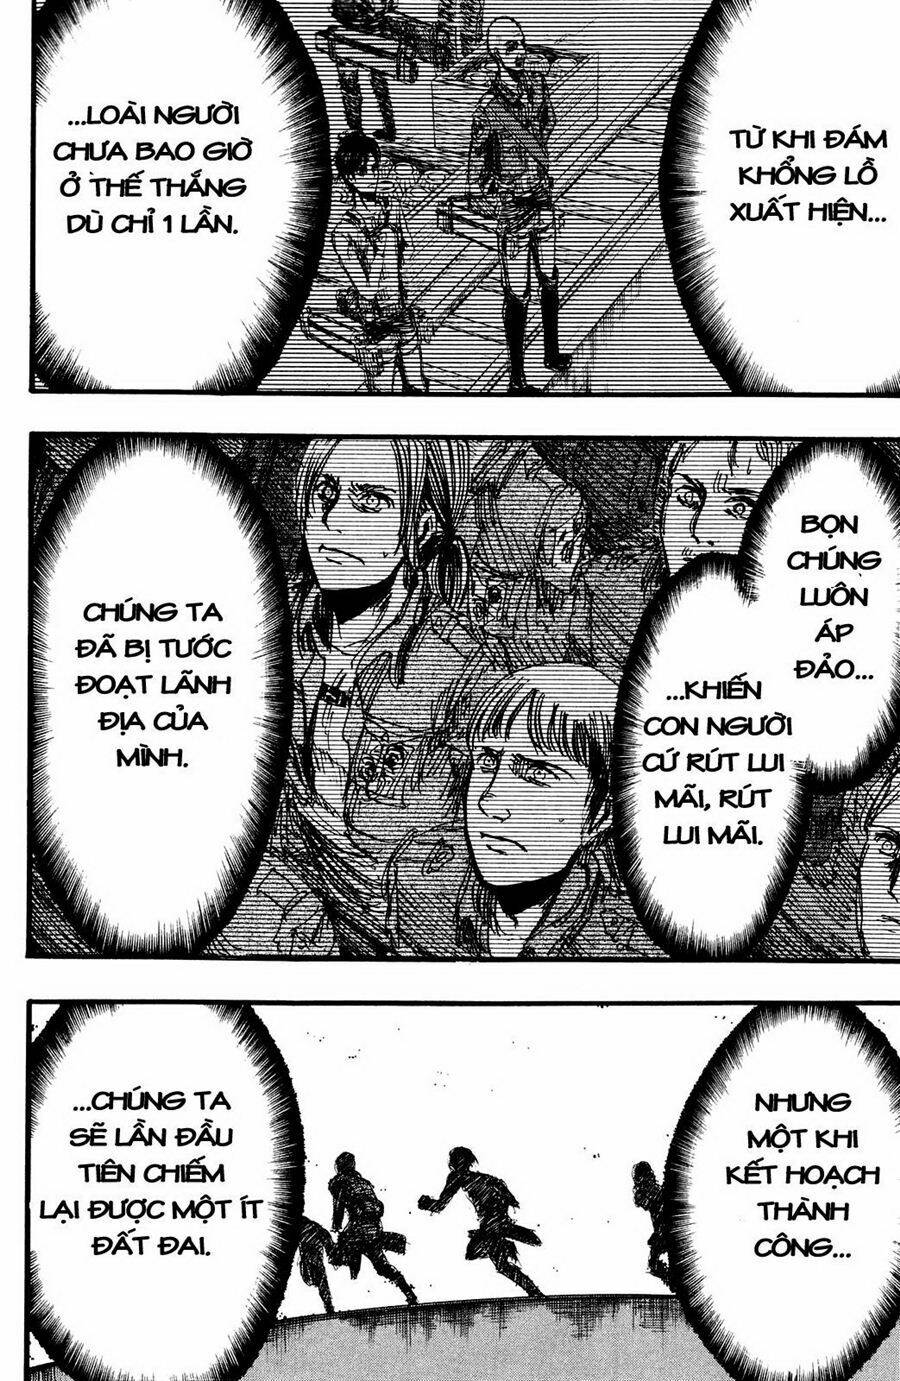 TỪ KHI ĐÁM
KHỔNG LỒ
XUẤT HIỆN...
...LOÀI NGƯỜI
CHƯA BAO GIỜ
Ở THẾ THẮNG
DÙ CHỈ 1 LẦN.
BỌN
CHÚNG
LUÔN
ÁP
ĐẢO...
...KHIẾN
CON NGƯỜI
CỨ RÚT LUI
MÃI, RÚT
LUI MÃI.
CHÚNG TA
ĐÃ BỊ TƯỚC
ĐOẠT LÃNH
ĐỊA CỦA
MÌNH.
NHƯNG
MỘT KHI
KẾT HOẠCH
THÀNH
CÔNG...
...CHÚNG TA
SẼ LẦN ĐẦU
TIÊN CHIẾM
LẠI ĐƯỢC MỘT ÍT
ĐẤT ĐAI.